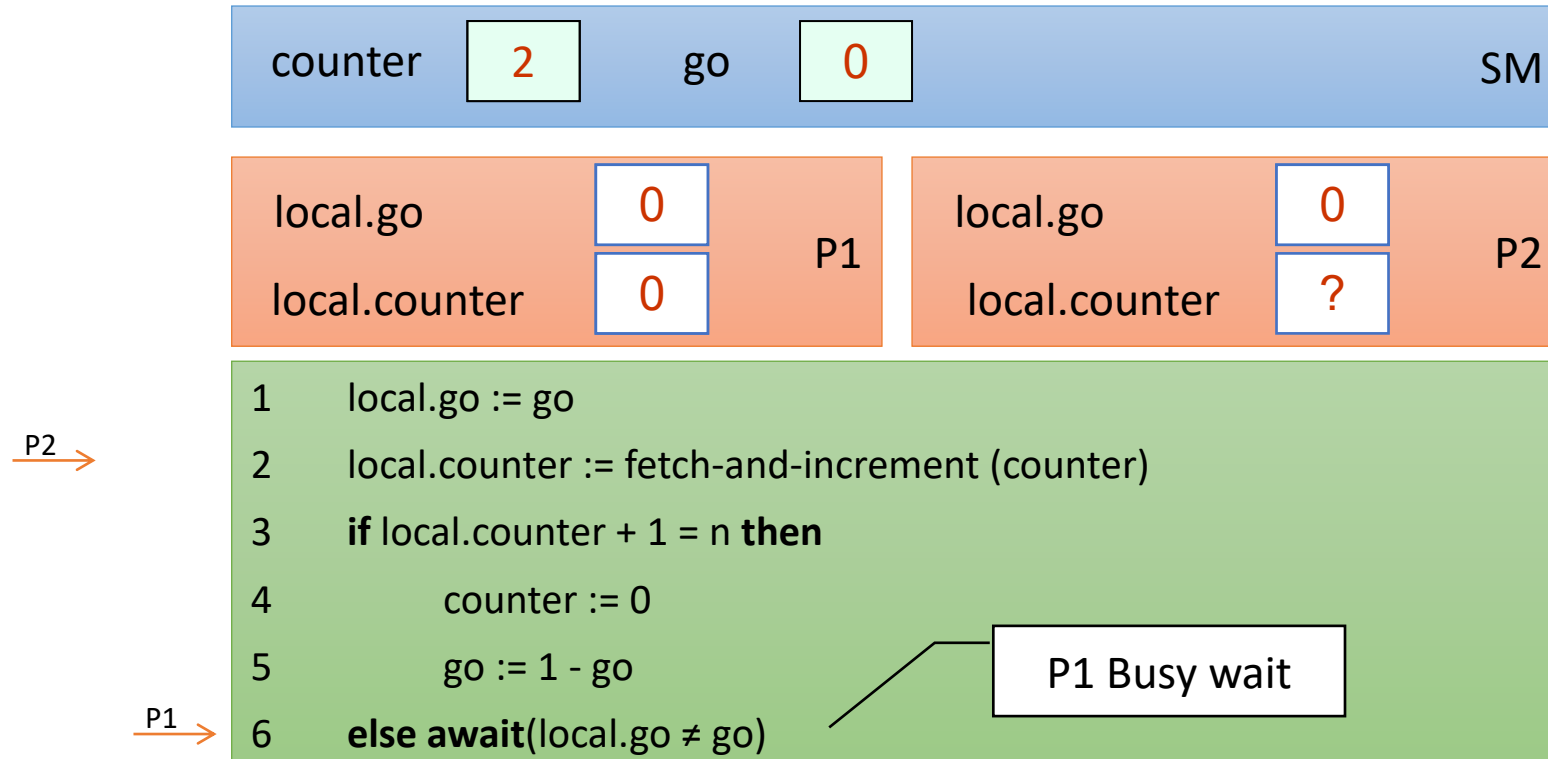 counter 2 go 0 SM
local.go 0 P1 local.go 0 P2
local.counter 0 local.counter ?
1 local.go := go
P2
2 local.counter := fetch-and-increment (counter)
3 if local.counter + 1 = n then
4 counter := 0
5 go := 1 - go
P1 Busy wait
P1
6 else await(local.go ≠ go)